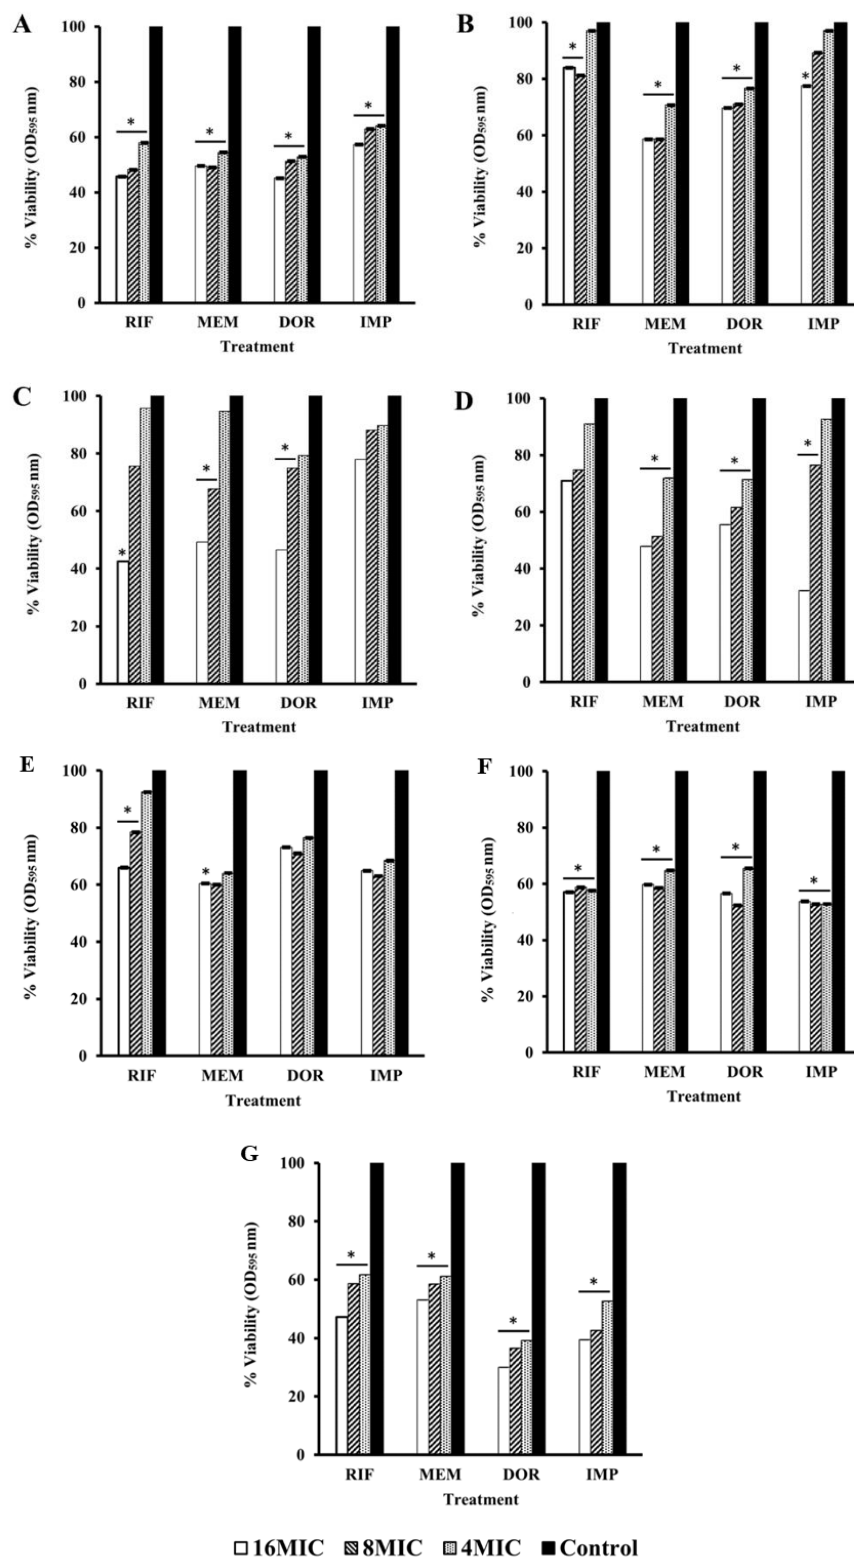 A
% Viability (OD595 nm)
100
80
60
40
20
0
*
*
*
*
RIF MEM DOR IMP
Treatment
B
% Viability (OD595 nm)
100
80
60
40
20
0
*
*
*
*
RIF MEM DOR IMP
Treatment
C
% Viability (OD595 nm)
100
80
60
40
20
0
*
*
*
RIF MEM DOR IMP
Treatment
D
% Viability (OD595 nm)
100
80
60
40
20
0
*
*
*
RIF MEM DOR IMP
Treatment
E
% Viability (OD595 nm)
100
80
60
40
20
0
*
*
RIF MEM DOR IMP
Treatment
F
% Viability (OD595 nm)
100
80
60
40
20
0
*
*
*
*
RIF MEM DOR IMP
Treatment
G
% Viability (OD595 nm)
100
80
60
40
20
0
*
*
*
*
RIF MEM DOR IMP
Treatment
16MIC 8MIC 4MIC Control